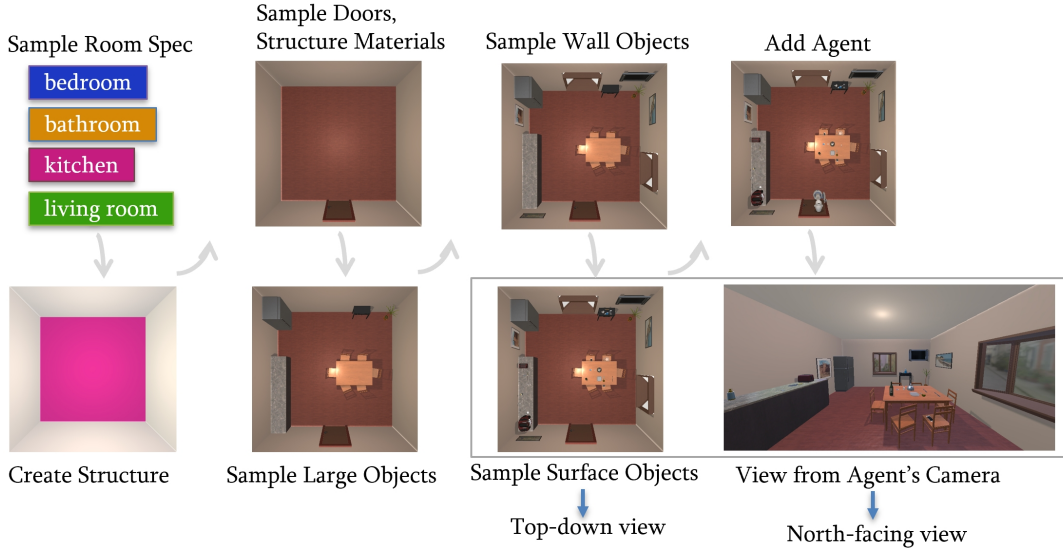 Sample Room Spec
bedroom
bathroom
kitchen
living room
Create Structure
Sample Doors,
Structure Materials
Sample Large Objects
Sample Wall Objects
Sample Surface Objects
Top-down view
Add Agent
View from Agent's Camera
North-facing view